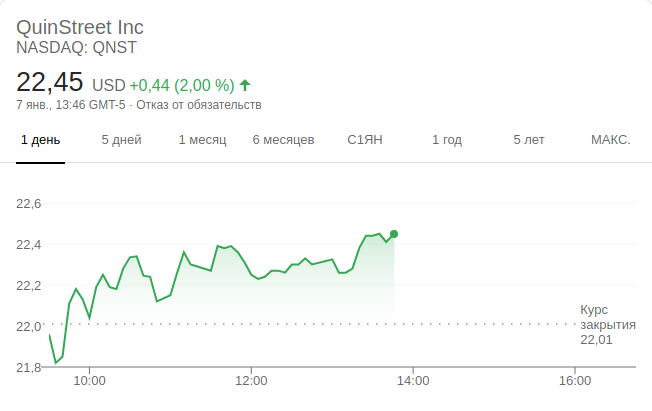 QuinStreet Inc
NASDAQ: QNST
22,45 USD +0,44 (2,00 %)
7 янв., 13:46 GMT-5 · Отказ от обязательств
1 день 5 дней 1 месяц 6 месяцев С1ЯН 1 год 5 лет МАКС.
22,6
22,4
22,2
22,0
21,8
Курс
закрытия
22,01
10:00 12:00 14:00 16:00